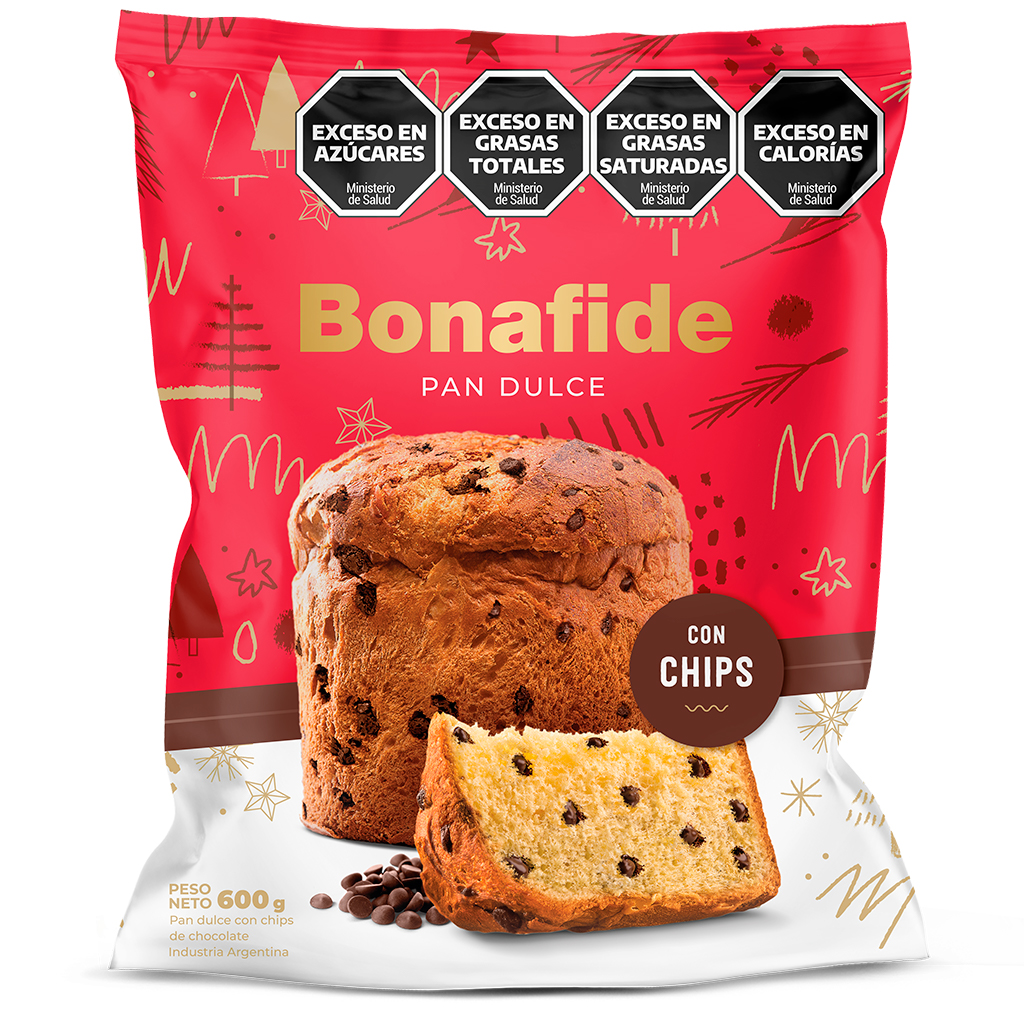 EXCESO EN
AZÚCARES
Ministerio
de Salud
EXCESO EN
GRASAS
TOTALES
Ministerio
de Salud
EXCESO EN
GRASAS
SATURADAS
Ministerio
de Salud
EXCESO EN
CALORÍAS
Ministerio
de Salud
Bonafide
PAN DULCE
CON
CHIPS
PESO
NETO 600 g
Pan dulce con chips
de chocolate
Industria Argentina